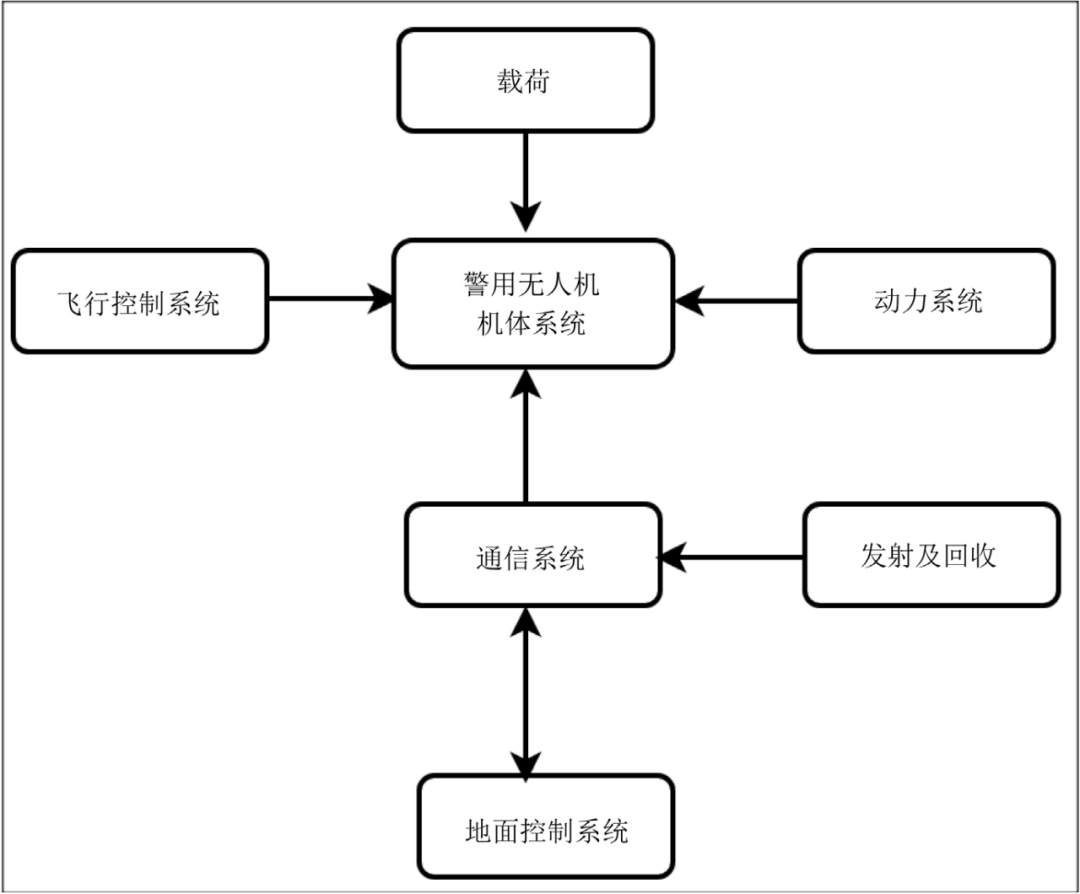 载荷
飞行控制系统
警用无人机
机体系统
动力系统
通信系统
发射及回收
地面控制系统